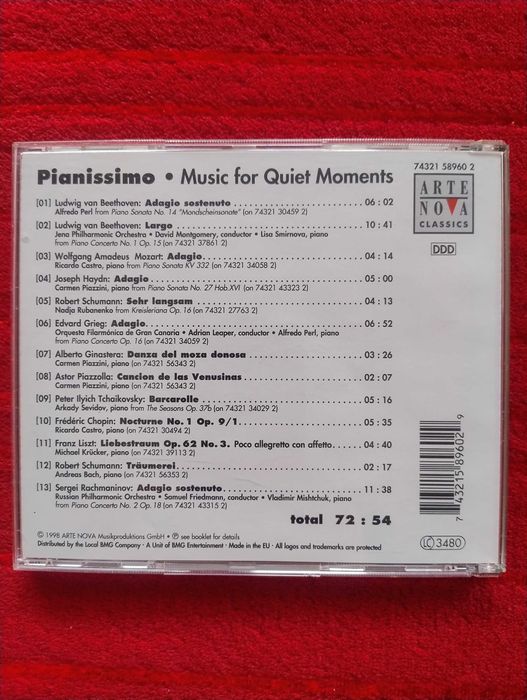 74321 58960 2
Pianissimo • Music for Quiet Moments
ARTE
NOVA
CLASSICS
DDD
[01] Ludwig van Beethoven: Adagio sostenuto 06 : 02
Alfredo Perl from Piano Sonata No. 14 "Mondscheinsonate" (on 74321 30459 2)
[02] Ludwig van Beethoven: Largo 10 : 41
Jena Philharmonic Orchestra • David Montgomery, conductor • Lisa Smirnova, piano
from Piano Concerto No. 1 Op. 15 (on 74321 37861 2)
[03] Wolfgang Amadeus Mozart: Adagio 04 : 14
Ricardo Castro, piano from Piano Sonata KV 332 (on 74321 34058 2)
[04] Joseph Haydn: Adagio 05 : 00
Carmen Piazzini, piano from Piano Sonata No. 27 Hob.XVI (on 74321 43323 2)
[05] Robert Schumann: Sehr langsam 04 : 13
Nadja Rubanenko from Kreisleriana Op. 16 (on 74321 27763 2)
[06] Edvard Grieg: Adagio 06 : 52
Orquesta Filarmónica de Gran Canaria • Adrian Leaper, conductor • Alfredo Perl, piano
from Piano Concerto Op. 16 (on 74321 34059 2)
[07] Alberto Ginastera: Danza del moza donosa 03 : 26
Carmen Piazzini, piano (on 74321 56343 2)
[08] Astor Piazzolla: Cancion de las Venusinas 02 : 07
Carmen Piazzini, piano (on 74321 56343 2)
[09] Peter Ilyich Tchaikovsky: Barcarolle 05 : 16
Arkady Sevidov, piano from The Seasons Op. 37b (on 74321 34029 2)
[10] Frédéric Chopin: Nocturne No. 1 Op. 9/1 05 : 35
Ricardo Castro, piano (on 74321 30494 2)
[11] Franz Liszt: Liebestraum Op. 62 No. 3. Poco allegretto con affetto 04 : 40
Michael Krücker, piano (on 74321 39113 2)
[12] Robert Schumann: Träumerei 02 : 17
Andreas Bach, piano (on 74321 56353 2)
[13] Sergei Rachmaninov: Adagio sostenuto 11 : 38
Russian Philharmonic Orchestra • Samuel Friedmann, conductor • Vladimir Mishtchuk, piano
from Piano Concerto No. 2 Op. 18 (on 74321 43315 2)
total 72 : 54
7 43215 89602 9
© 1998 ARTE NOVA Musikproduktions GmbH • ℗ see booklet for details
Distributed by the Local BMG Company • A Unit of BMG Entertainment • Made in the EU • All logos and trademarks are protected
LC 3480